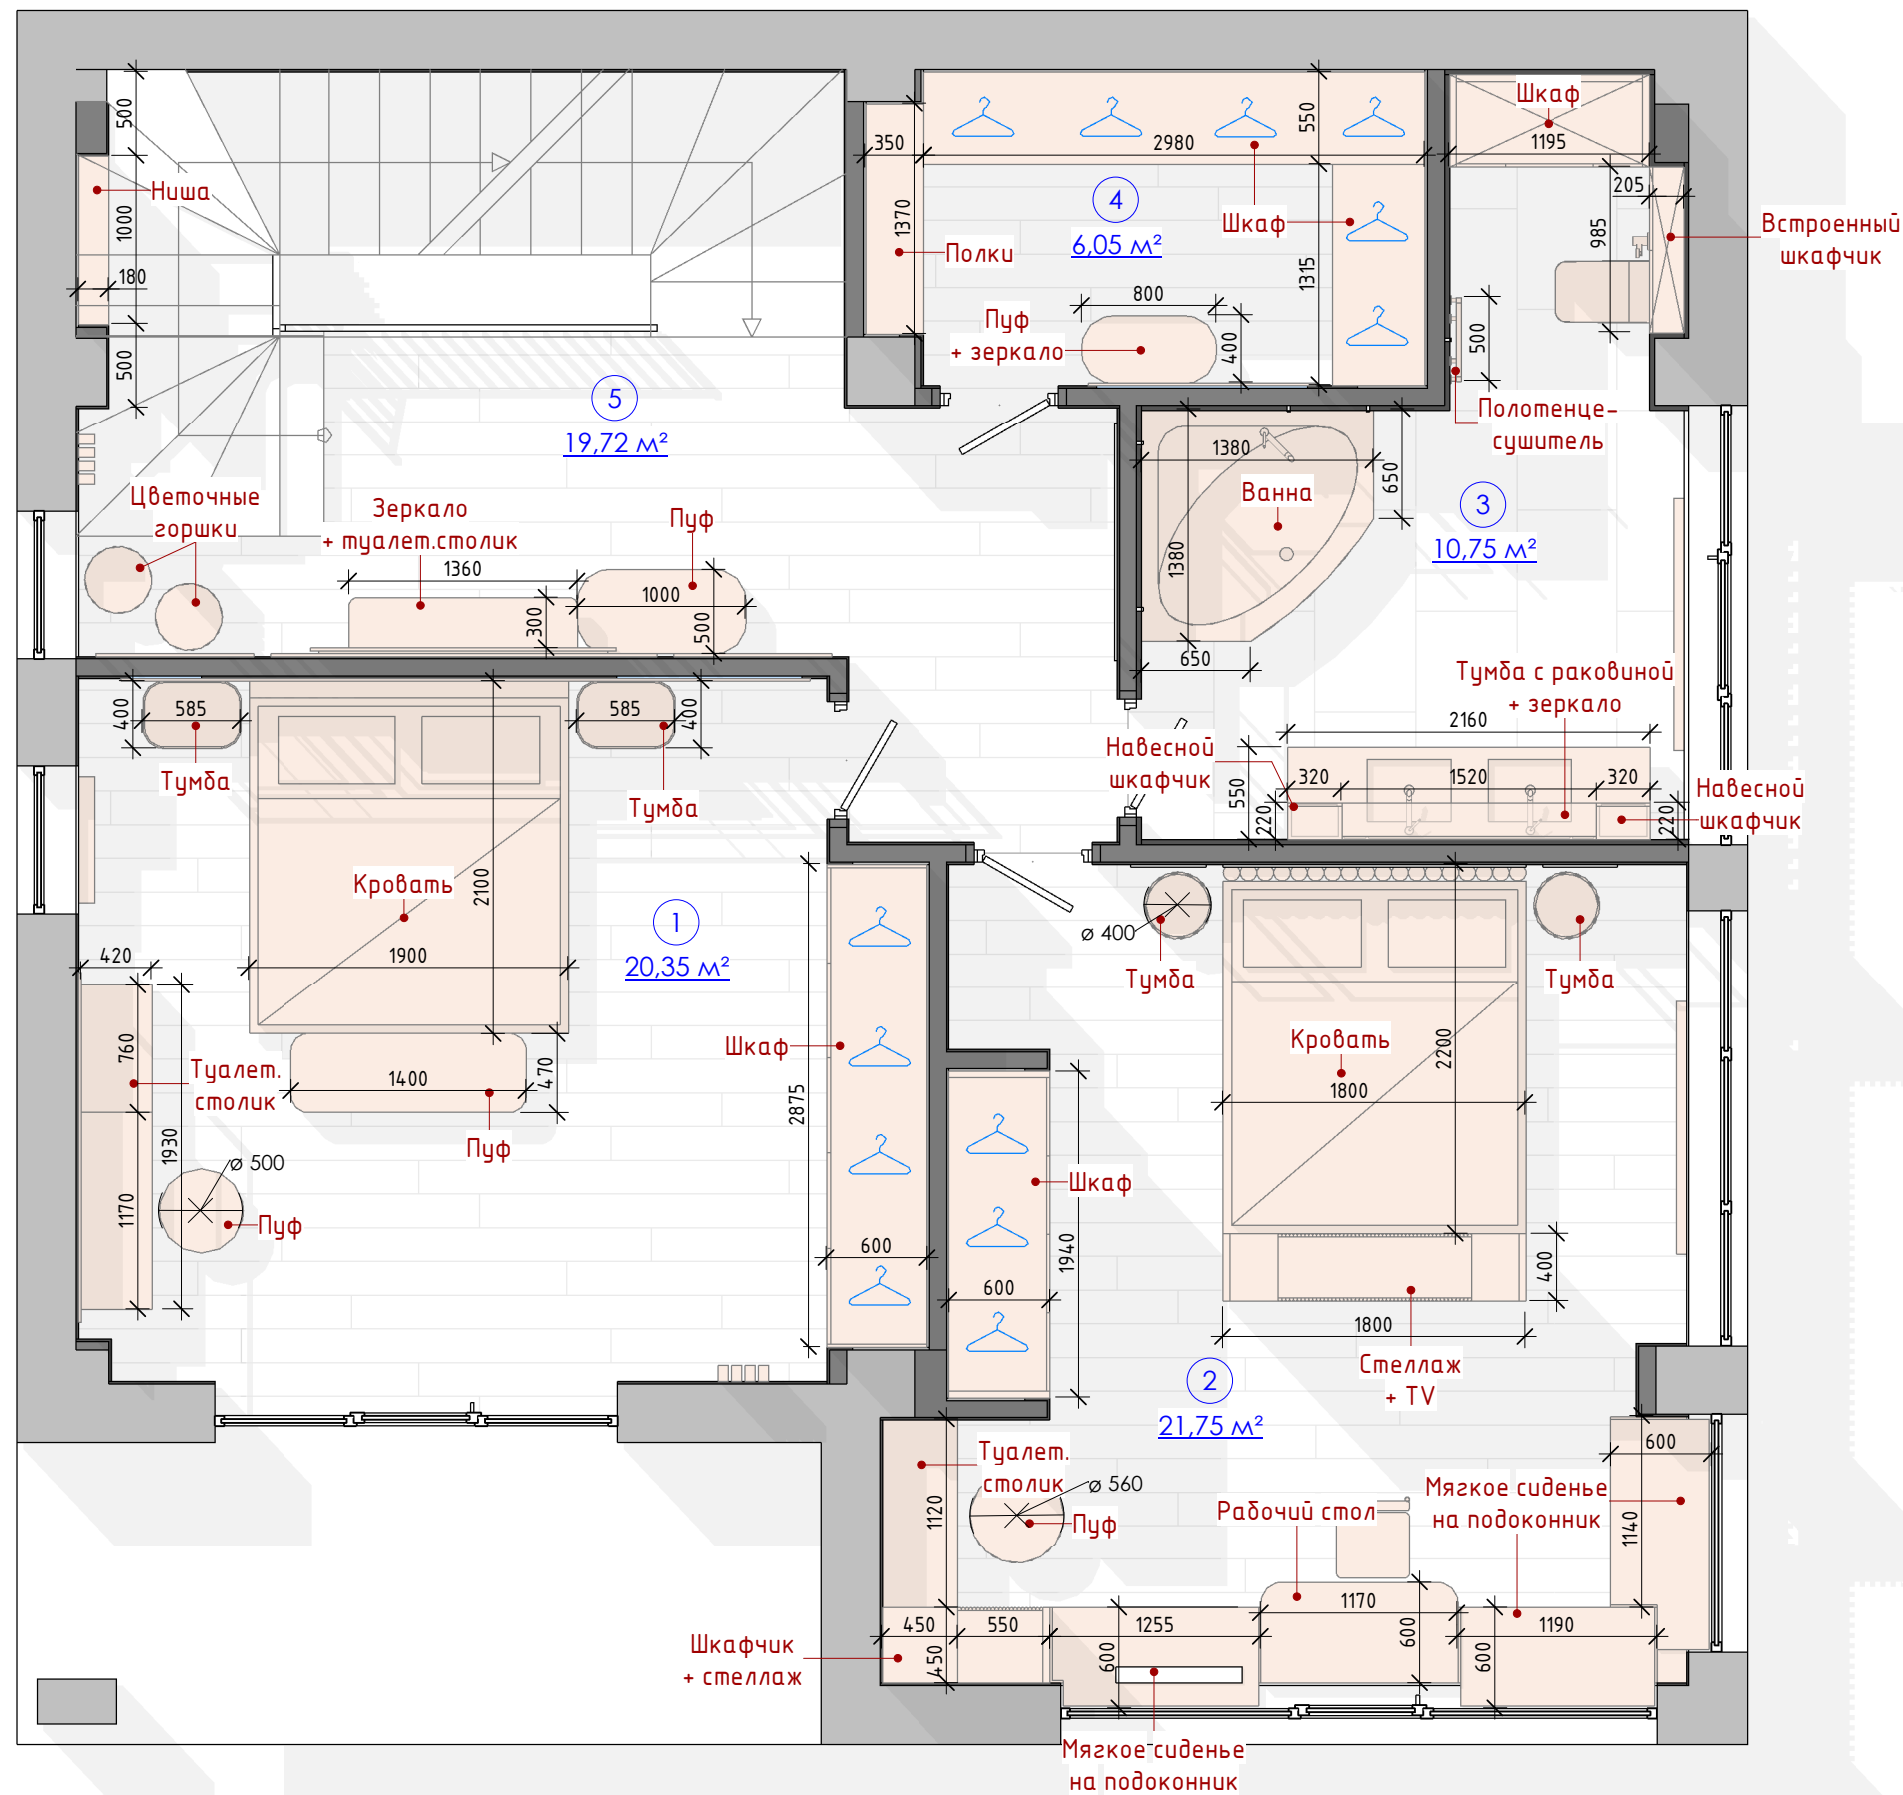 500
1000
500
180
Ниша
5
19,72 м²
Цветочные
горшки
Зеркало
+ туалет.столик
1360
300
Пуф
1000
500
350
2980
550
1370
1315
4
6,05 м²
Шкаф
Полки
800
400
Пуф
+ зеркало
Шкаф
1195
205
985
Встроенный
шкафчик
500
Полотенце-
сушитель
1380
650
Ванна
1380
650
3
10,75 м²
Тумба с раковиной
+ зеркало
2160
Навесной
шкафчик
320
1520
320
550
220
220
Навесной
шкафчик
400
585
585
400
Тумба
Тумба
Кровать
2100
1900
1
20,35 м²
420
760
1930
1170
Туалет.
столик
1400
470
Пуф
ø 500
Пуф
Шкаф
2875
600
ø 400
Тумба
Тумба
Кровать
2200
1800
Шкаф
1940
600
400
1800
Стеллаж
+ TV
2
21,75 м²
Туалет.
столик
1120
ø 560
Пуф
Рабочий стол
Мягкое сиденье
на подоконник
600
1140
450
550
1255
1170
1190
450
600
600
600
Шкафчик
+ стеллаж
Мягкое сиденье
на подоконник